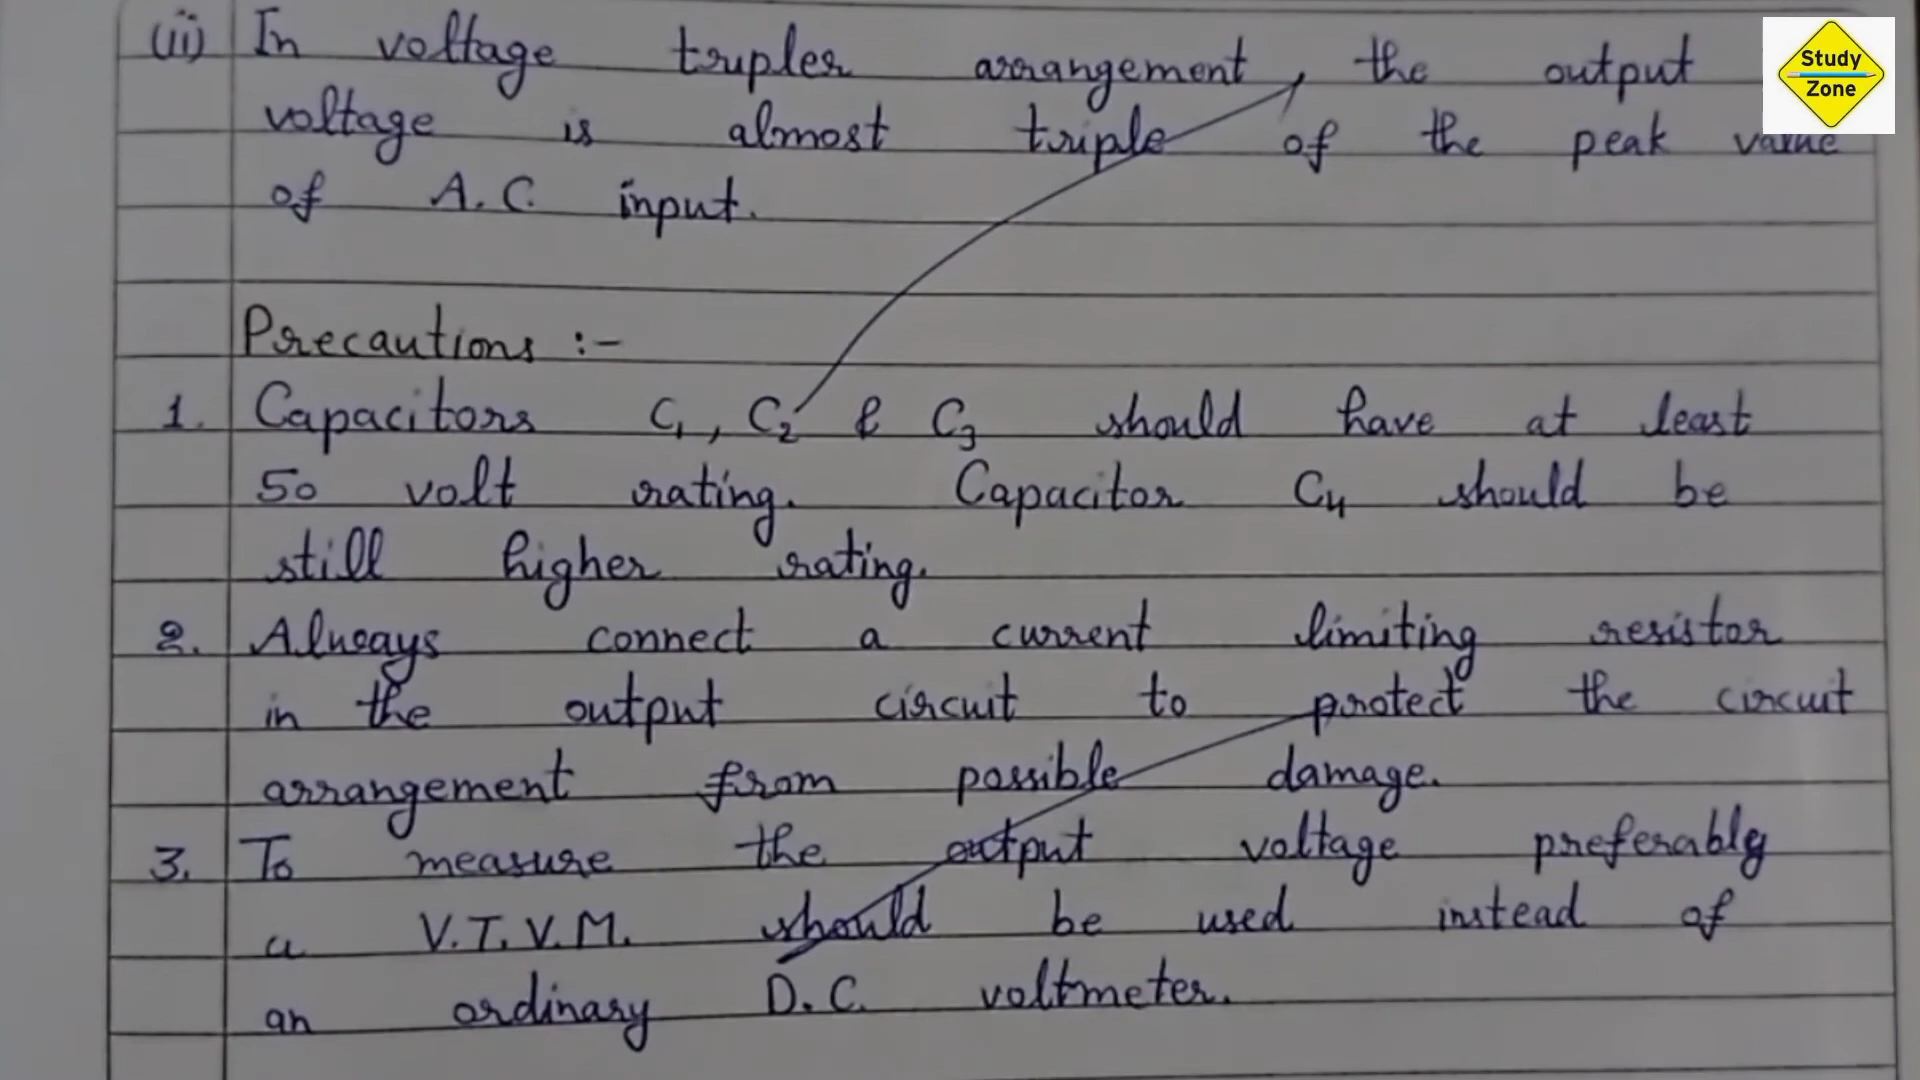 (ii) In voltage tripler arrangement, the output
voltage is almost triple of the peak value
of A.C. input.
Precautions :-
1. Capacitors C1, C2 & C3 should have at least
50 volt rating. Capacitor C4 should be
still higher rating.
2. Always connect a current limiting resistor
in the output circuit to protect the circuit
arrangement from possible damage.
3. To measure the output voltage preferably
a V.T.V.M. should be used instead of
an ordinary D.C. voltmeter.
Study
Zone